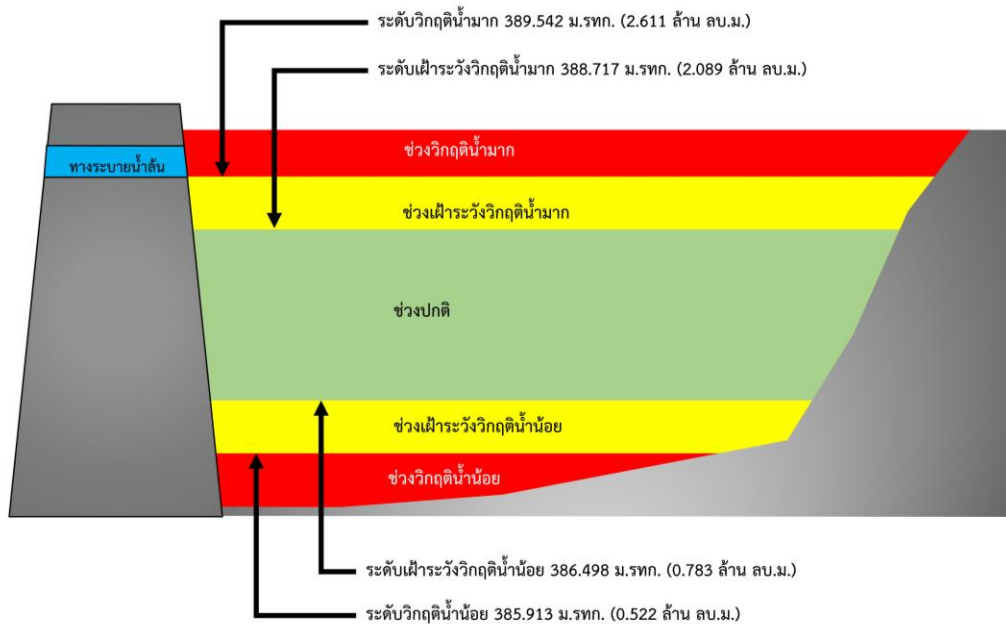 ระดับวิกฤติน้ำมาก 389.542 ม.รทก. (2.611 ล้าน ลบ.ม.)
ระดับเฝ้าระวังวิกฤติน้ำมาก 388.717 ม.รทก. (2.089 ล้าน ลบ.ม.)
ช่วงวิกฤติน้ำมาก
ทางระบายน้ำล้น
ช่วงเฝ้าระวังวิกฤติน้ำมาก
ช่วงปกติ
ช่วงเฝ้าระวังวิกฤติน้ำน้อย
ช่วงวิกฤติน้ำน้อย
ระดับเฝ้าระวังวิกฤติน้ำน้อย 386.498 ม.รทก. (0.783 ล้าน ลบ.ม.)
ระดับวิกฤติน้ำน้อย 385.913 ม.รทก. (0.522 ล้าน ลบ.ม.)